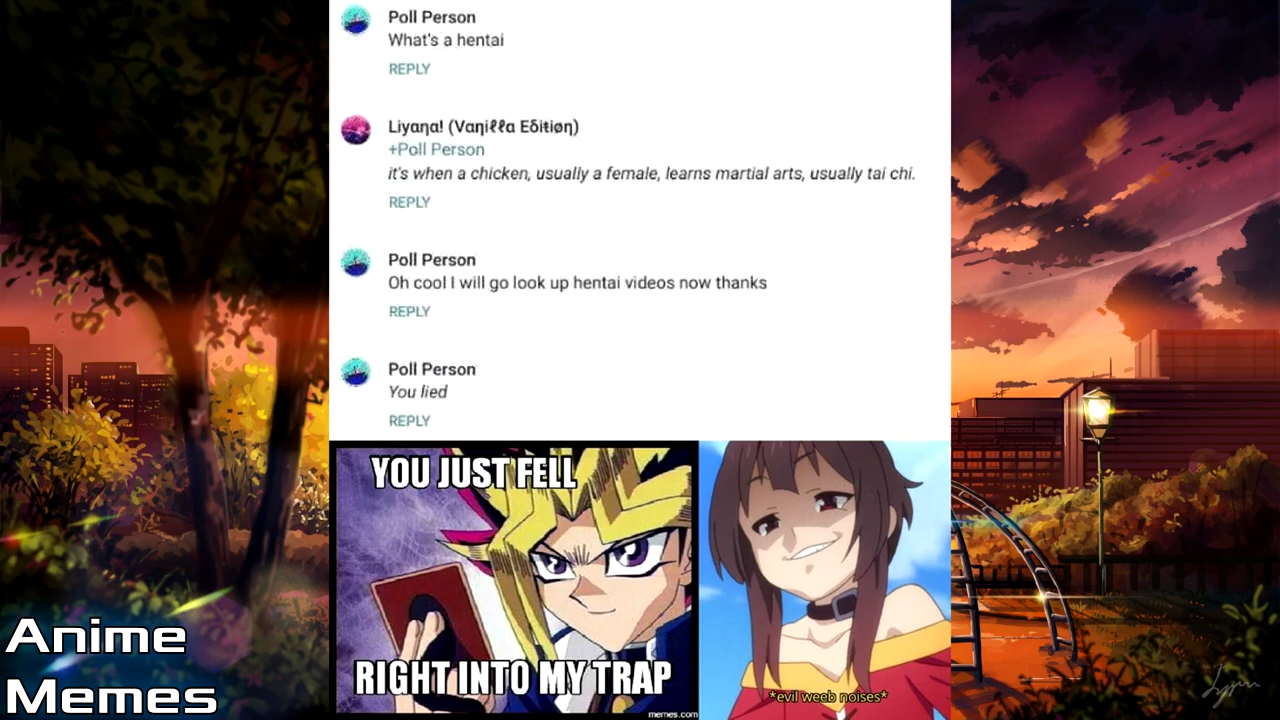 Poll Person
What's a hentai
REPLY
Liyαηα! (Vαηíℓℓα Eδitiøη)
+Poll Person
it's when a chicken, usually a female, learns martial arts, usually tai chi.
REPLY
Poll Person
Oh cool I will go look up hentai videos now thanks
REPLY
Poll Person
You lied
REPLY
YOU JUST FELL
RIGHT INTO MY TRAP
memes.com
*evil weeb noises*
Anime
Memes